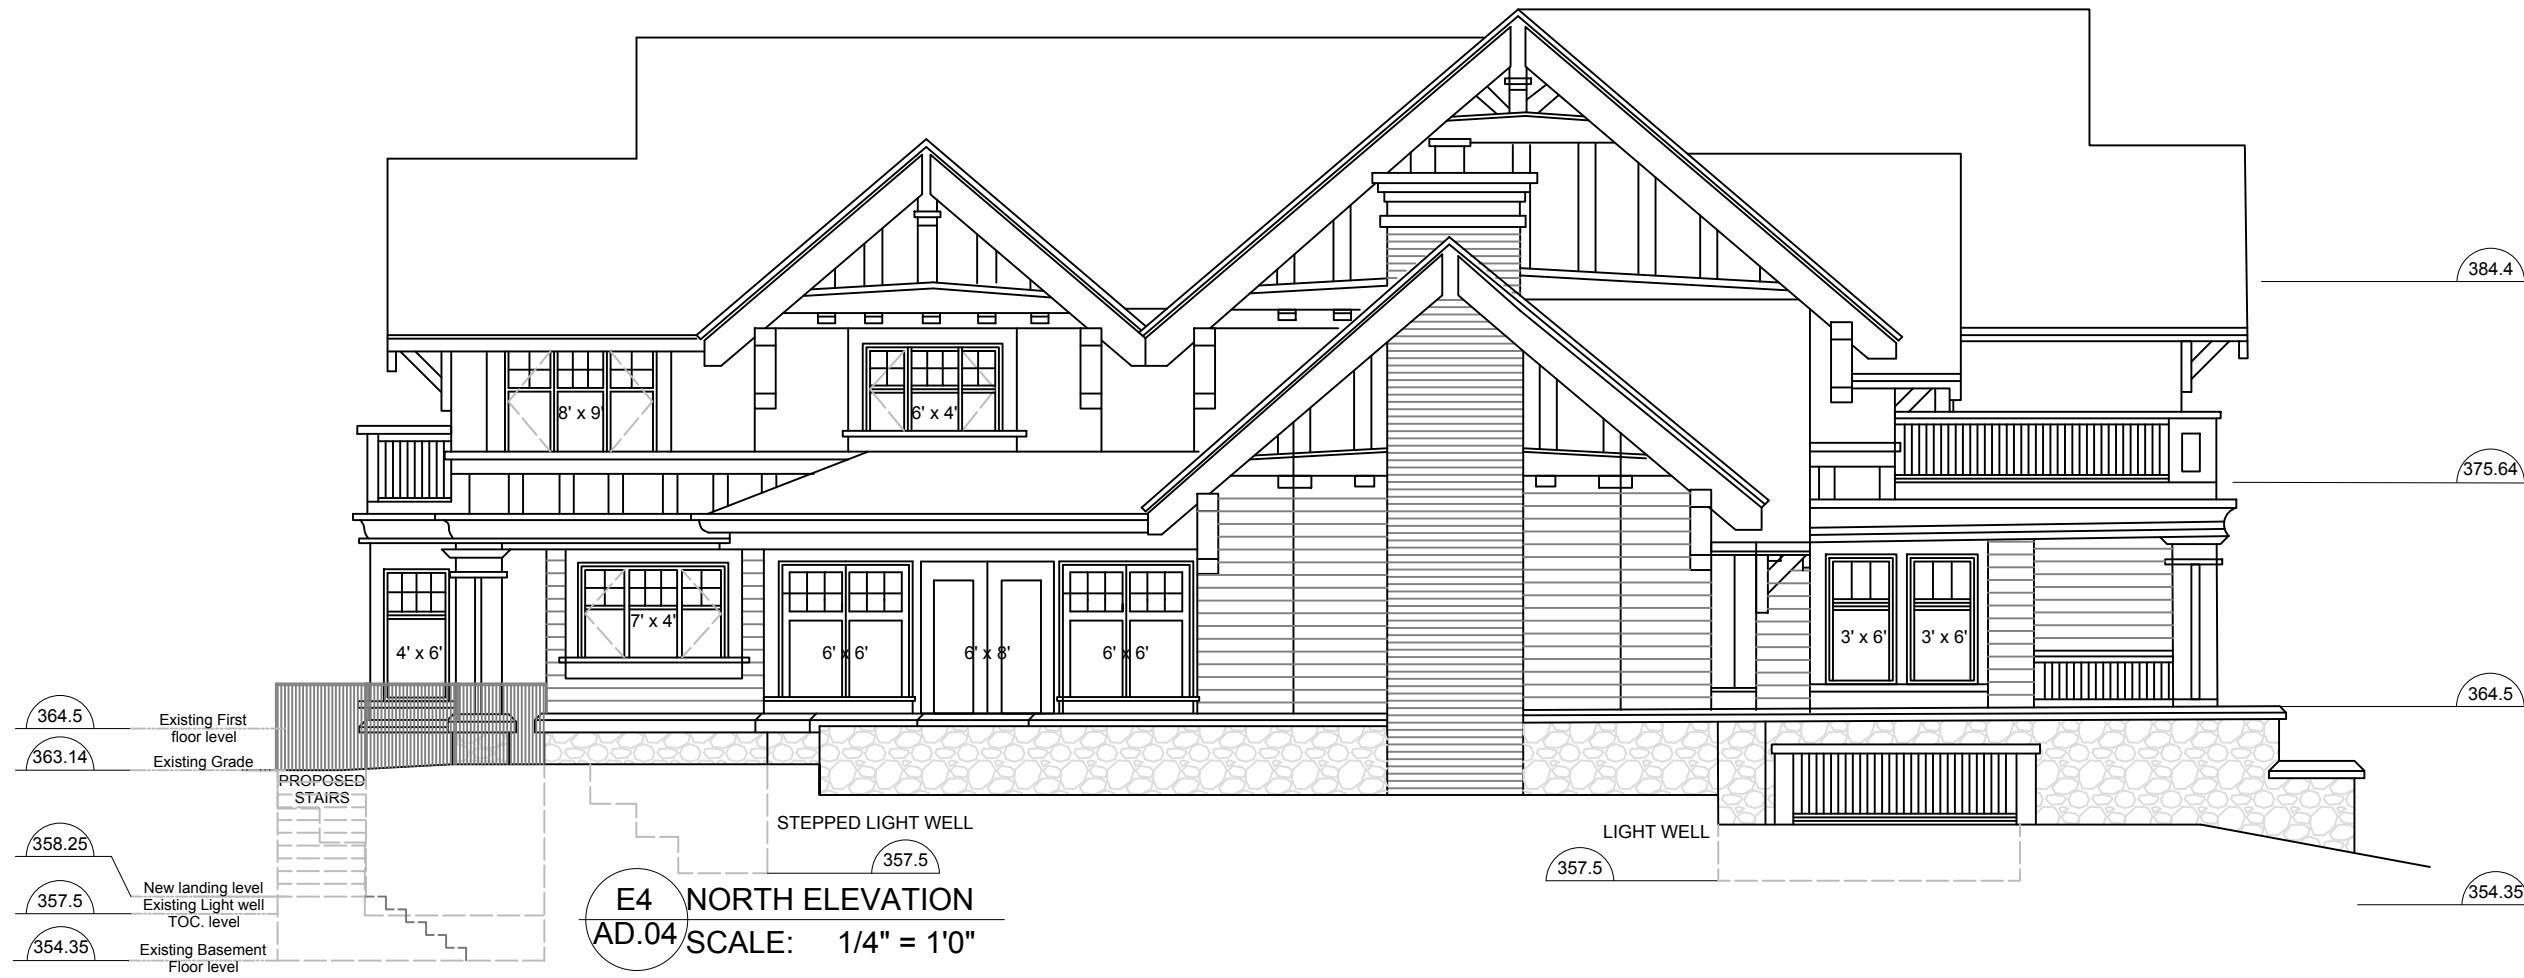 384.4
8' x 9'
6' x 4'
375.64
7' x 4'
4' x 6'
6' x 6'
6' x 8'
6' x 6'
3' x 6'
3' x 6'
364.5
Existing First
floor level
364.5
363.14
Existing Grade
PROPOSED
STAIRS
STEPPED LIGHT WELL
LIGHT WELL
358.25
357.5
357.5
New landing level
357.5
Existing Light well
TOC. level
354.35
354.35
Existing Basement
Floor level
E4
AD.04
NORTH ELEVATION
SCALE: 1/4" = 1'0"